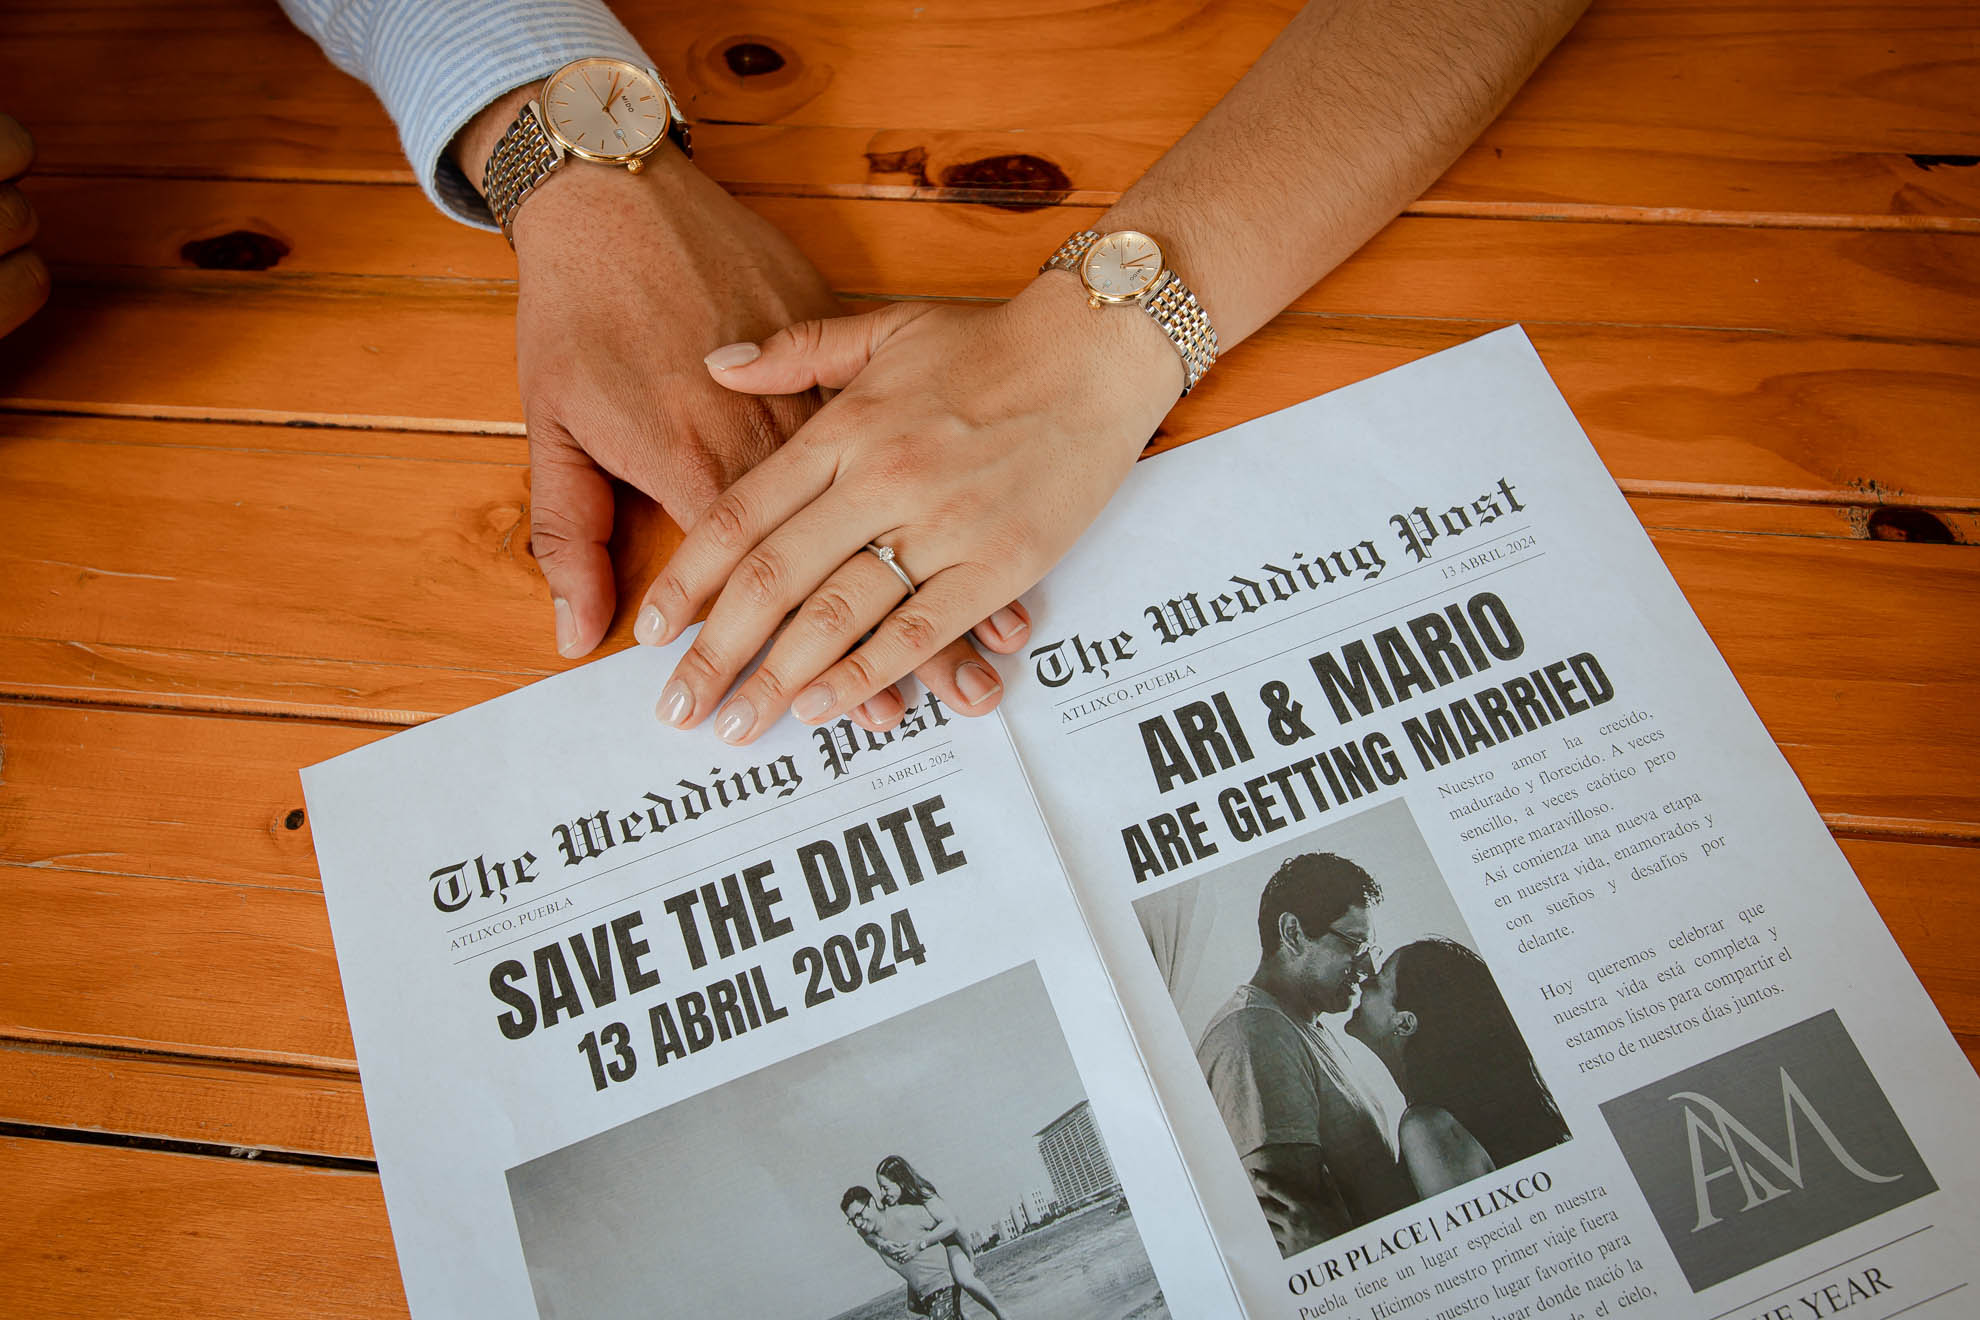 MIDO
MIDO
The Wedding Post
13 ABRIL 2024
ATLIXCO, PUEBLA
SAVE THE DATE
13 ABRIL 2024
The Wedding Post
13 ABRIL 2024
ATLIXCO, PUEBLA
ARI & MARIO
ARE GETTING MARRIED
Nuestro amor ha crecido,
madurado y florecido. A veces
sencillo, a veces caótico pero
siempre maravilloso.
Así comienza una nueva etapa
en nuestra vida, enamorados y
con sueños y desafíos por
delante.
Hoy queremos celebrar que
nuestra vida está completa y
estamos listos para compartir el
resto de nuestros días juntos.
AM
OUR PLACE | ATLIXCO
Puebla tiene un lugar especial en nuestra
Hicimos nuestro primer viaje fuera
nuestro lugar favorito para
lugar donde nació la
el cielo,
YEAR